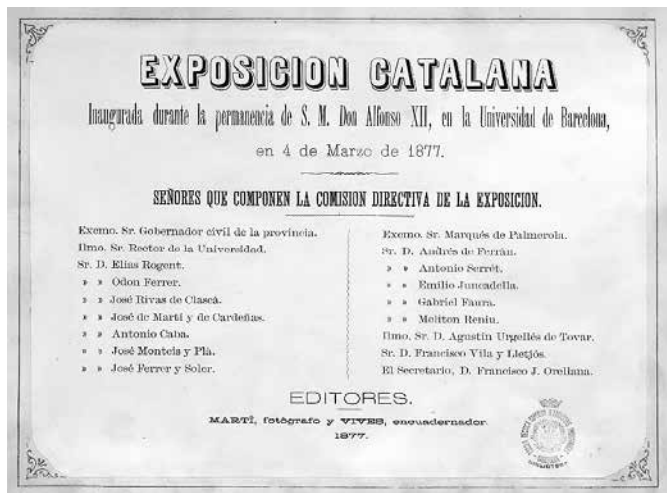 EXPOSICION CATALANA
Inaugurada durante la permanencia de S. M. Don Alfonso XII, en la Universidad de Barcelona,
en 4 de Marzo de 1877.
SEÑORES QUE COMPONEN LA COMISION DIRECTIVA DE LA EXPOSICION.
Excmo. Sr. Gobernador civil de la provincia.
Ilmo. Sr. Rector de la Universidad.
Sr. D. Elías Rogent.
» » Odon Ferrer.
» » José Rivas de Clascá.
» » José de Martí y de Cardeñas.
» » Antonio Caba.
» » José Monteis y Plà.
» » José Ferrer y Soler.
Excmo. Sr. Marqués de Palmerola.
Sr. D. Andrés de Ferrán.
» » Antonio Serrét.
» » Emilio Juncadella.
» » Gabriel Faura.
» » Meliton Reniu.
Ilmo. Sr. D. Agustin Urgellés de Tovar.
Sr. D. Francisco Vila y Lletjós.
El Secretario, D. Francisco J. Orellana.
EDITORES.
MARTÍ, fotógrafo y VIVES, encuadernador.
1877.